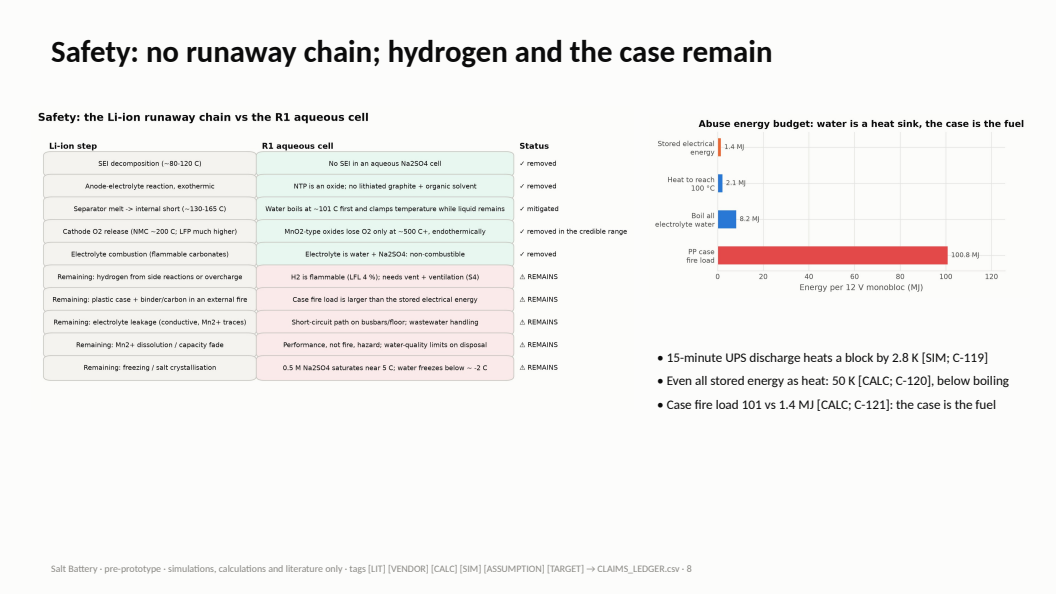 Safety: no runaway chain; hydrogen and the case remain
Safety: the Li-ion runaway chain vs the R1 aqueous cell
Li-ion step R1 aqueous cell Status
SEI decomposition (~80-120 C) No SEI in an aqueous Na2SO4 cell ✓ removed
Anode-electrolyte reaction, exothermic NTP is an oxide; no lithiated graphite + organic solvent ✓ removed
Separator melt -> internal short (~130-165 C) Water boils at ~101 C first and clamps temperature while liquid remains ✓ mitigated
Cathode O2 release (NMC ~200 C; LFP much higher) MnO2-type oxides lose O2 only at ~500 C+, endothermically ✓ removed in the credible range
Electrolyte combustion (flammable carbonates) Electrolyte is water + Na2SO4: non-combustible ✓ removed
Remaining: hydrogen from side reactions or overcharge H2 is flammable (LFL 4 %); needs vent + ventilation (S4) ⚠ REMAINS
Remaining: plastic case + binder/carbon in an external fire Case fire load is larger than the stored electrical energy ⚠ REMAINS
Remaining: electrolyte leakage (conductive, Mn2+ traces) Short-circuit path on busbars/floor; wastewater handling ⚠ REMAINS
Remaining: Mn2+ dissolution / capacity fade Performance, not fire, hazard; water-quality limits on disposal ⚠ REMAINS
Remaining: freezing / salt crystallisation 0.5 M Na2SO4 saturates near 5 C; water freezes below ~ -2 C ⚠ REMAINS
Abuse energy budget: water is a heat sink, the case is the fuel
Stored electrical
energy
1.4 MJ
Heat to reach
100 °C
2.1 MJ
Boil all
electrolyte water
8.2 MJ
PP case
fire load
100.8 MJ
0 20 40 60 80 100 120
Energy per 12 V monobloc (MJ)
• 15-minute UPS discharge heats a block by 2.8 K [SIM; C-119]
• Even all stored energy as heat: 50 K [CALC; C-120], below boiling
• Case fire load 101 vs 1.4 MJ [CALC; C-121]: the case is the fuel
Salt Battery · pre-prototype · simulations, calculations and literature only · tags [LIT] [VENDOR] [CALC] [SIM] [ASSUMPTION] [TARGET] → CLAIMS_LEDGER.csv · 8